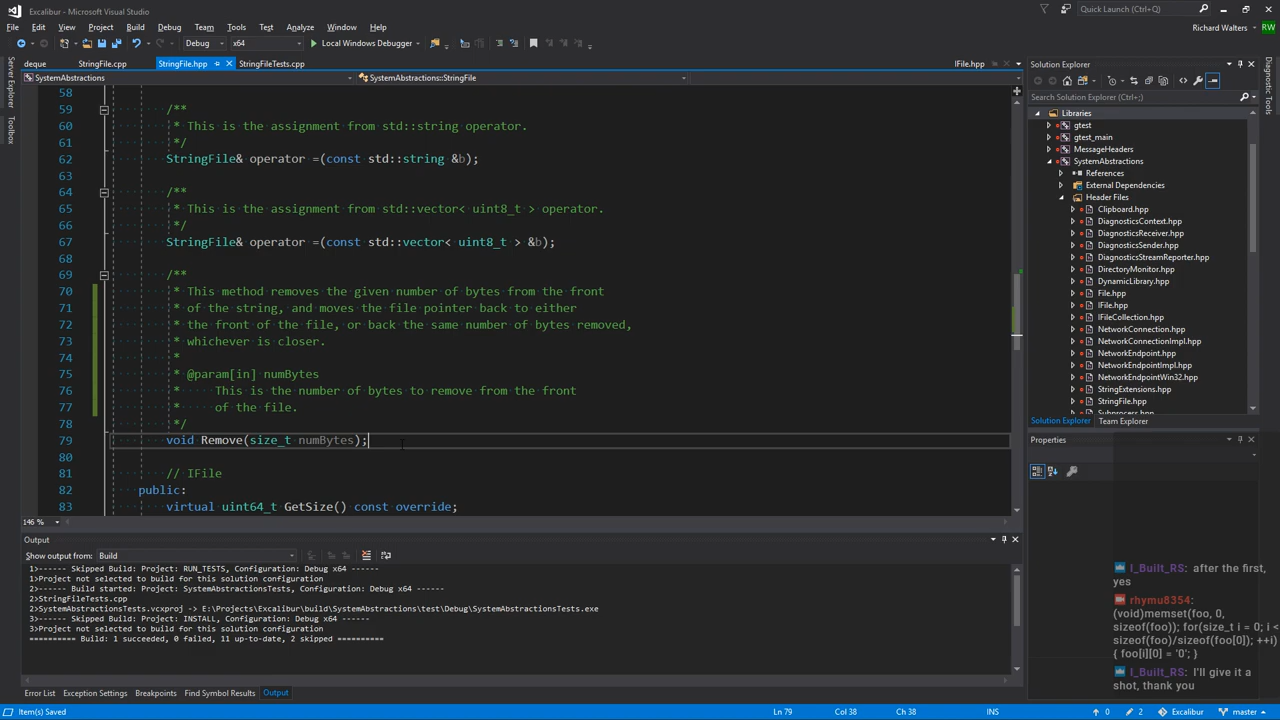 Excalibur - Microsoft Visual Studio
Quick Launch (Ctrl+Q)
File Edit View Project Build Debug Team Tools Test Analyze Window Help
Richard Walters RW
Debug x64 Local Windows Debugger
deque StringFile.cpp StringFile.hpp StringFileTests.cpp IFile.hpp
SystemAbstractions SystemAbstractions::StringFile
Server Explorer
Toolbox
Diagnostic Tools
58
59 /**
60 * This is the assignment from std::string operator.
61 */
62 StringFile& operator =(const std::string &b);
63
64 /**
65 * This is the assignment from std::vector< uint8_t > operator.
66 */
67 StringFile& operator =(const std::vector< uint8_t > &b);
68
69 /**
70 * This method removes the given number of bytes from the front
71 * of the string, and moves the file pointer back to either
72 * the front of the file, or back the same number of bytes removed,
73 * whichever is closer.
74 *
75 * @param[in] numBytes
76 * This is the number of bytes to remove from the front
77 * of the file.
78 */
79 void Remove(size_t numBytes);
80
81 // IFile
82 public:
83 virtual uint64_t GetSize() const override;
146 %
Solution Explorer
Search Solution Explorer (Ctrl+;)
Libraries
gtest
gtest_main
MessageHeaders
SystemAbstractions
References
External Dependencies
Header Files
Clipboard.hpp
DiagnosticsContext.hpp
DiagnosticsReceiver.hpp
DiagnosticsSender.hpp
DiagnosticsStreamReporter.hpp
DirectoryMonitor.hpp
DynamicLibrary.hpp
File.hpp
IFile.hpp
IFileCollection.hpp
NetworkConnection.hpp
NetworkConnectionImpl.hpp
NetworkEndpoint.hpp
NetworkEndpointImpl.hpp
NetworkEndpointWin32.hpp
StringExtensions.hpp
StringFile.hpp
Subprocess.hpp
Solution Explorer Team Explorer
Properties
Output
Show output from: Build
1>------ Skipped Build: Project: RUN_TESTS, Configuration: Debug x64 ------
1>Project not selected to build for this solution configuration
2>------ Build started: Project: SystemAbstractionsTests, Configuration: Debug x64 ------
2>StringFileTests.cpp
2>SystemAbstractionsTests.vcxproj -> E:\Projects\Excalibur\build\SystemAbstractions\test\Debug\SystemAbstractionsTests.exe
3>------ Skipped Build: Project: INSTALL, Configuration: Debug x64 ------
3>Project not selected to build for this solution configuration
========== Build: 1 succeeded, 0 failed, 11 up-to-date, 2 skipped ==========
I_Built_RS: after the first,
yes
rhymu8354:
(void)memset(foo, 0,
sizeof(foo)); for(size_t i = 0; i <
sizeof(foo)/sizeof(foo[0]); ++i)
{ foo[i][0] = '0'; }
I_Built_RS: I'll give it a
shot, thank you
Error List Exception Settings Breakpoints Find Symbol Results Output
Item(s) Saved Ln 79 Col 38 Ch 38 INS 0 2 Excalibur master